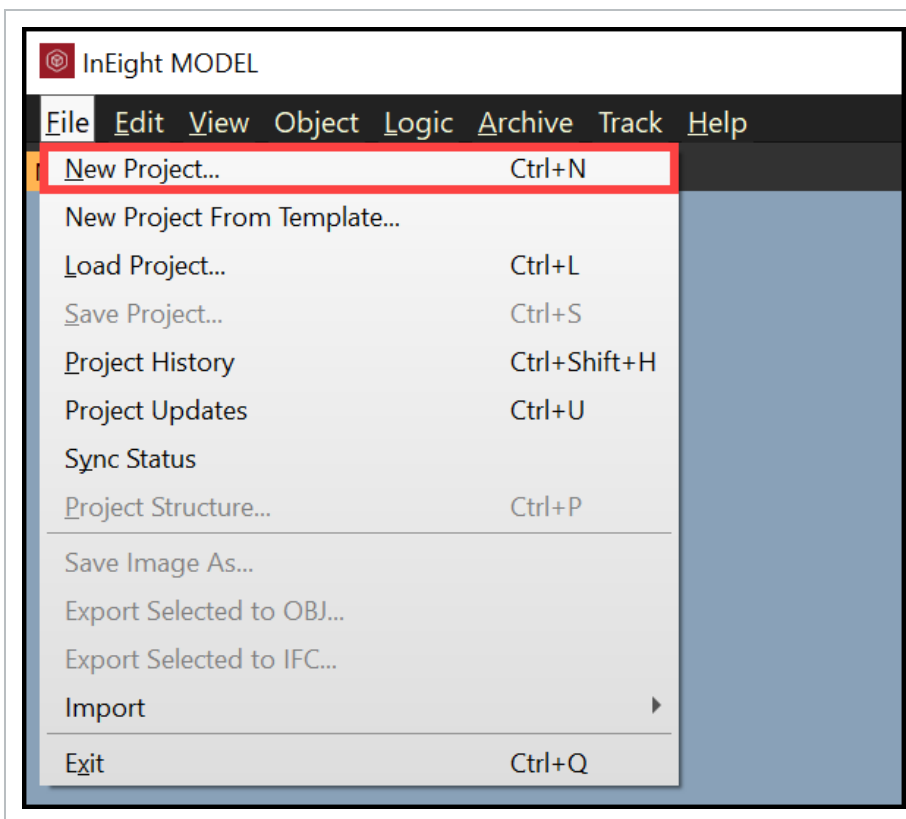 InEight MODEL
File Edit View Object Logic Archive Track Help
New Project... Ctrl+N
New Project From Template...
Load Project... Ctrl+L
Save Project... Ctrl+S
Project History Ctrl+Shift+H
Project Updates Ctrl+U
Sync Status
Project Structure... Ctrl+P
Save Image As...
Export Selected to OBJ...
Export Selected to IFC...
Import
Exit Ctrl+Q